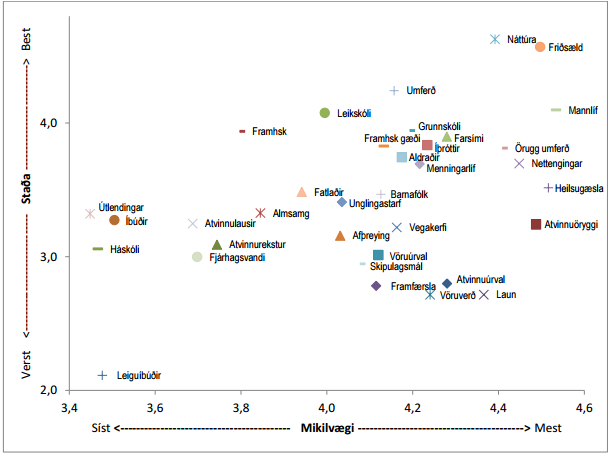 Staða
Verst <---------------- ----------------> Best
4,0
3,0
2,0
Náttúra
Friðsæld
Umferð
Mannlíf
Leikskóli
Grunnskóli
Framhsk
Framhsk gæði
Farsími
Íþróttir
Örugg umferð
Aldraðir
Menningarlíf
Nettengingar
Fatlaðir
Barnafólk
Heilsugæsla
Unglingastarf
Útlendingar
Íbúðir
Almsamg
Atvinnulausir
Vegakerfi
Atvinnuöryggi
Afþreying
Atvinnurekstur
Háskóli
Fjárhagsvandi
Vöruúrval
Skipulagsmál
Framfærsla
Atvinnuúrval
Vöruverð
Laun
Leiguíbúðir
3,4 3,6 3,8 4,0 4,2 4,4 4,6
Síst <---------------- Mikilvægi ----------------> Mest